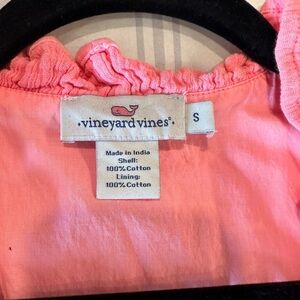 ·vineyard vines®·
S
Made in India
Shell:
100% Cotton
Lining:
100% Cotton